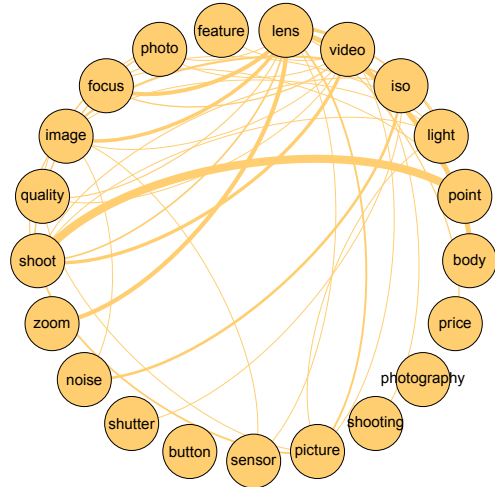 lens
feature
video
photo
iso
focus
light
image
point
quality
body
shoot
price
zoom
photography
noise
shooting
shutter
picture
button
sensor